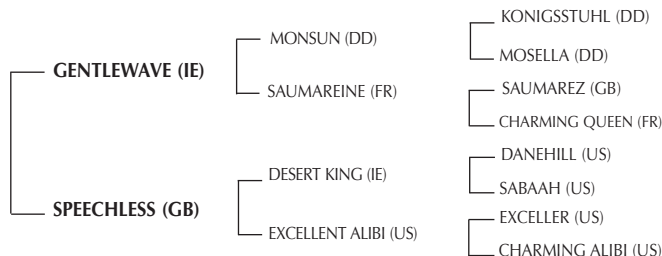 KONIGSSTUHL (DD)
MONSUN (DD)
MOSELLA (DD)
GENTLEWAVE (IE)
SAUMAREZ (GB)
SAUMAREINE (FR)
CHARMING QUEEN (FR)
DANEHILL (US)
DESERT KING (IE)
SABAAH (US)
SPEECHLESS (GB)
EXCELLER (US)
EXCELLENT ALIBI (US)
CHARMING ALIBI (US)